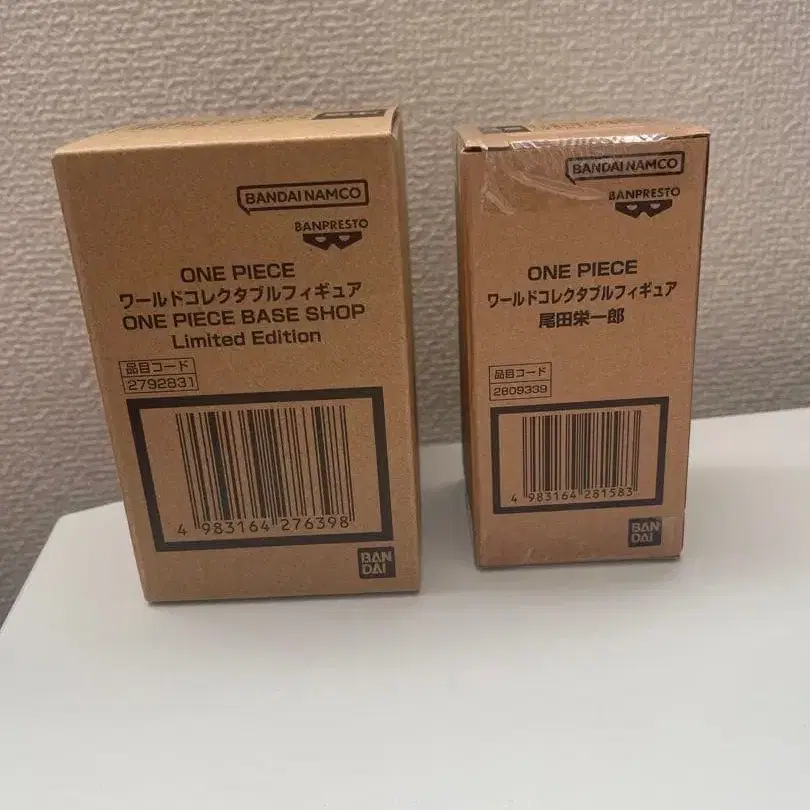 BANDAI NAMCO
BANPRESTO
ONE PIECE
ワールドコレクタブルフィギュア
ONE PIECE BASE SHOP
Limited Edition
品目コード
2792831
4 983164 276398
BAN
DAI
BANDAI NAMCO
BANPRESTO
ONE PIECE
ワールドコレクタブルフィギュア
尾田栄一郎
品目コード
2809339
4 983164 281583
BAN
DAI